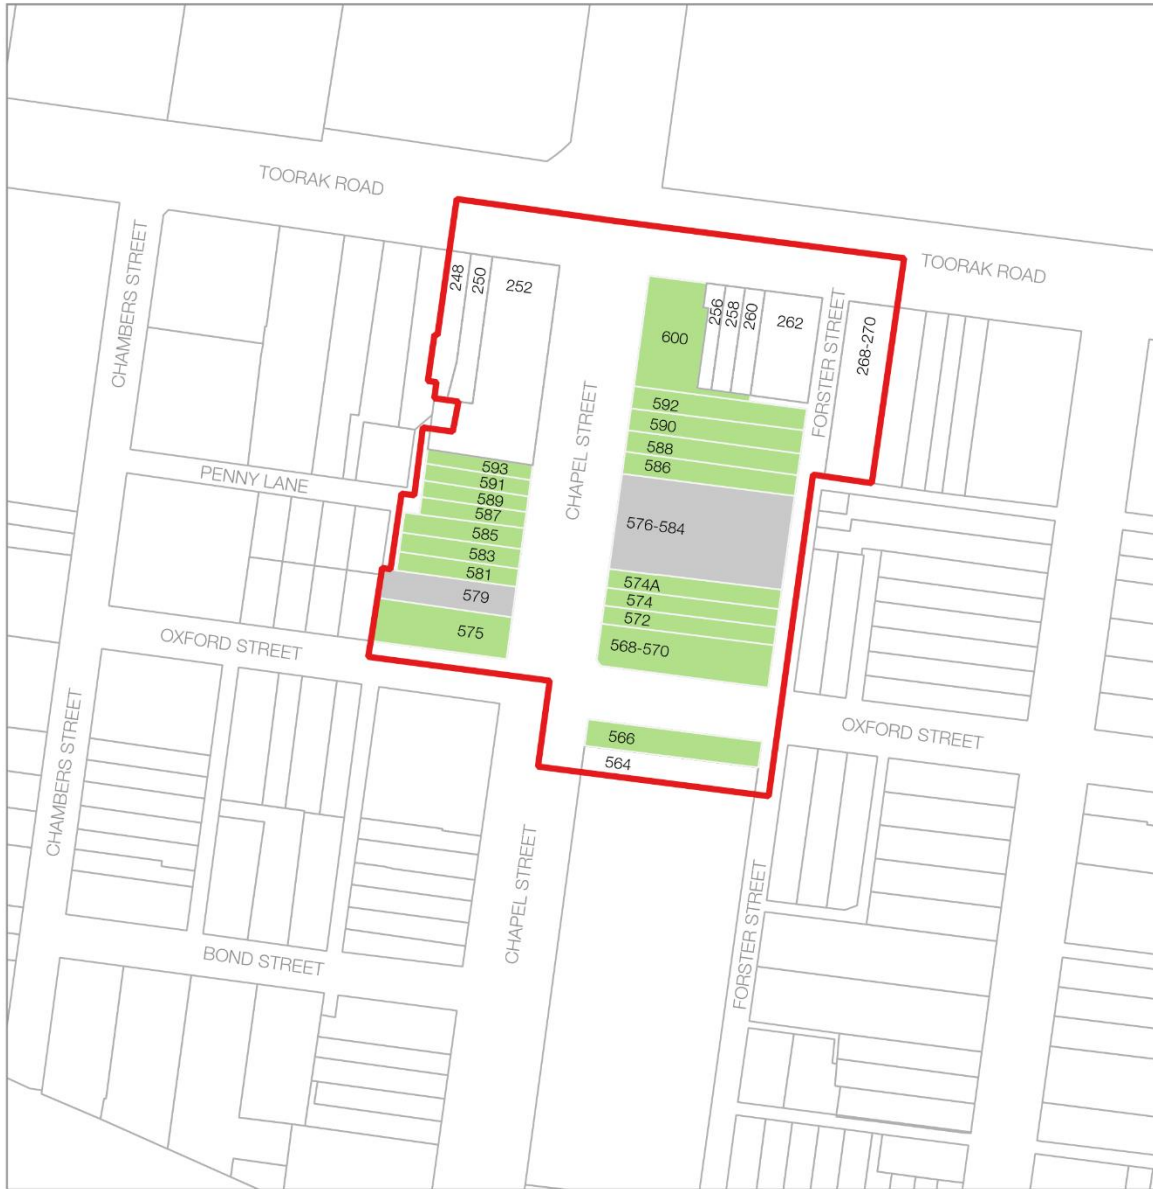 TOORAK ROAD
TOORAK ROAD
CHAMBERS STREET
248
250
252
256
258
260
262
268-270
FORSTER STREET
600
592
590
588
586
CHAPEL STREET
593
591
589
587
585
583
581
579
575
PENNY LANE
576-584
574A
574
572
568-570
OXFORD STREET
OXFORD STREET
566
564
CHAMBERS STREET
CHAPEL STREET
FORSTER STREET
BOND STREET